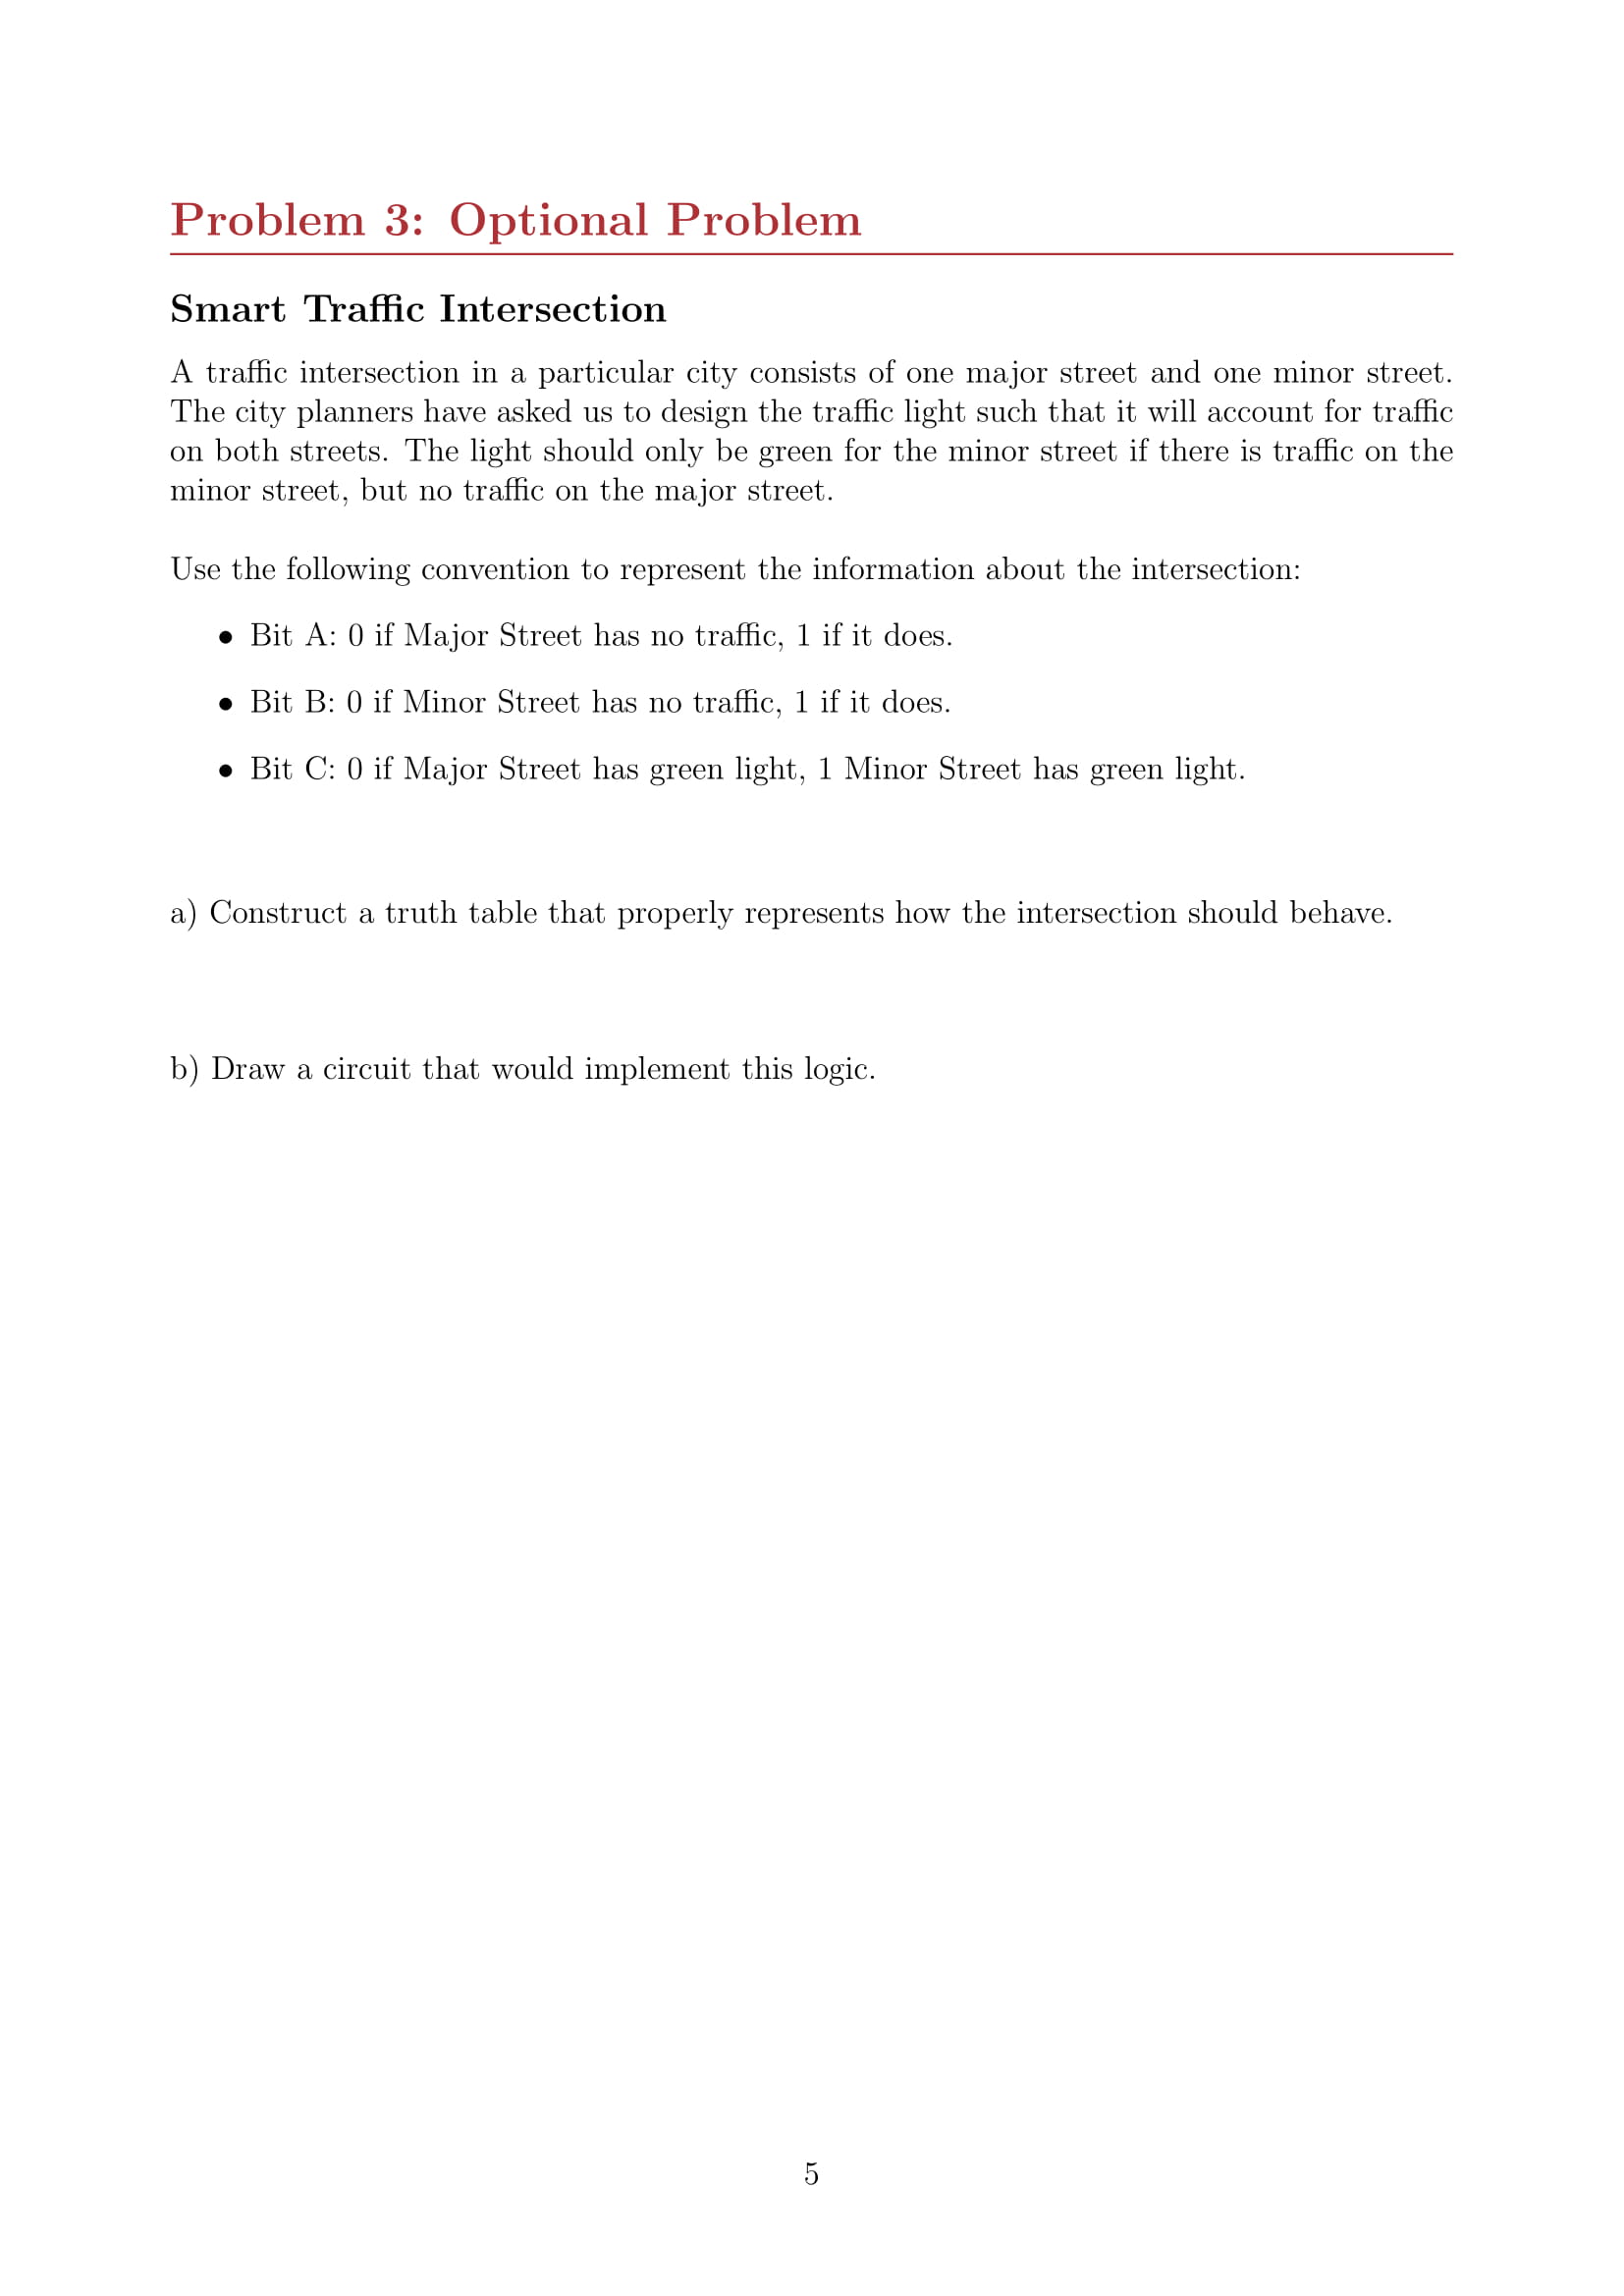 Problem 3: Optional Problem
Smart Traffic Intersection
A traffic intersection in a particular city consists of one major street and one minor street.
The city planners have asked us to design the traffic light such that it will account for traffic
on both streets. The light should only be green for the minor street if there is traffic on the
minor street, but no traffic on the major street.
Use the following convention to represent the information about the intersection:
• Bit A: 0 if Major Street has no traffic, 1 if it does.
• Bit B: 0 if Minor Street has no traffic, 1 if it does.
• Bit C: 0 if Major Street has green light, 1 Minor Street has green light.
a) Construct a truth table that properly represents how the intersection should behave.
b) Draw a circuit that would implement this logic.
5